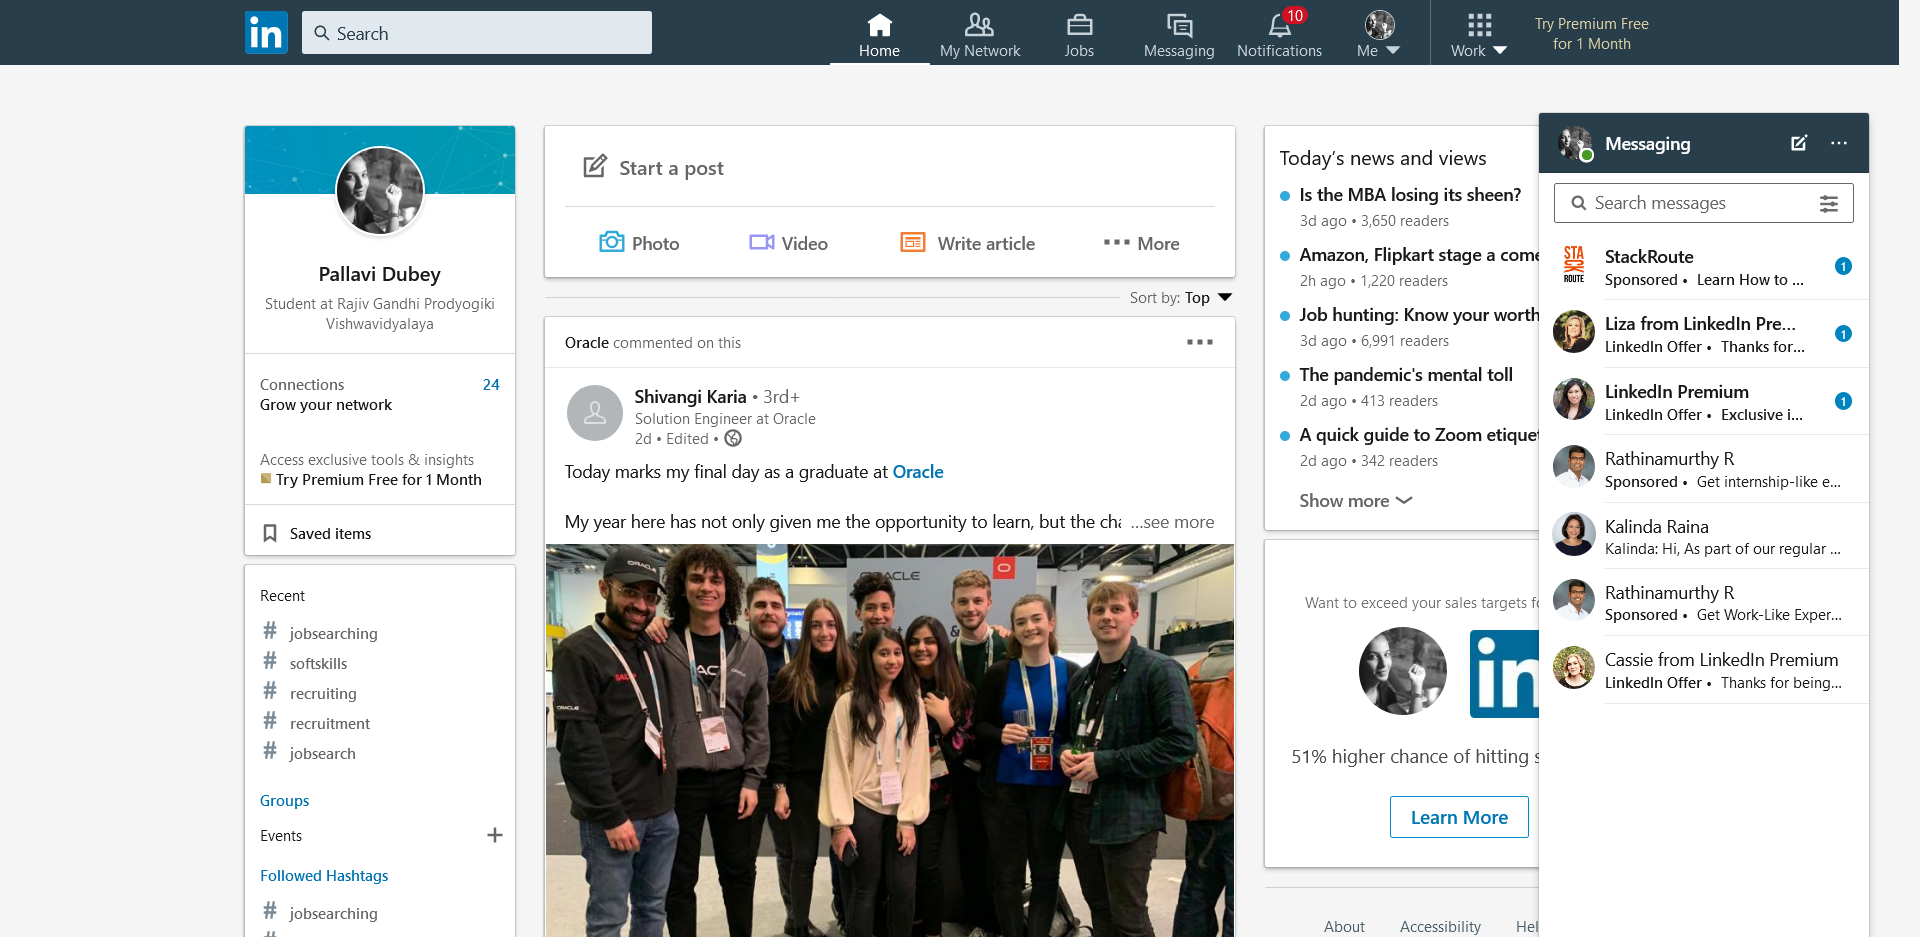 in
Search
Home
My Network
Jobs
Messaging
10
Notifications
Me
Work
Try Premium Free
for 1 Month
Pallavi Dubey
Student at Rajiv Gandhi Prodyogiki
Vishwavidyalaya
Connections 24
Grow your network
Access exclusive tools & insights
Try Premium Free for 1 Month
Saved items
Recent
# jobsearching
# softskills
# recruiting
# recruitment
# jobsearch
Groups
Events
Followed Hashtags
# jobsearching
Start a post
Photo
Video
Write article
More
Sort by: Top
Oracle commented on this
Shivangi Karia • 3rd+
Solution Engineer at Oracle
2d • Edited •
Today marks my final day as a graduate at Oracle
My year here has not only given me the opportunity to learn, but the cha ...see more
ORACLE
ORACLE
Today's news and views
Is the MBA losing its sheen?
3d ago • 3,650 readers
Amazon, Flipkart stage a come
2h ago • 1,220 readers
Job hunting: Know your worth
3d ago • 6,991 readers
The pandemic's mental toll
2d ago • 413 readers
A quick guide to Zoom etiquet
2d ago • 342 readers
Show more
Want to exceed your sales targets fo
in
51% higher chance of hitting s
Learn More
About
Accessibility
Hel
Messaging
Search messages
STA
CK
ROUTE
StackRoute
Sponsored • Learn How to ...
1
Liza from LinkedIn Pre...
LinkedIn Offer • Thanks for...
1
LinkedIn Premium
LinkedIn Offer • Exclusive i...
1
Rathinamurthy R
Sponsored • Get internship-like e...
Kalinda Raina
Kalinda: Hi, As part of our regular ...
Rathinamurthy R
Sponsored • Get Work-Like Exper...
Cassie from LinkedIn Premium
LinkedIn Offer • Thanks for being...